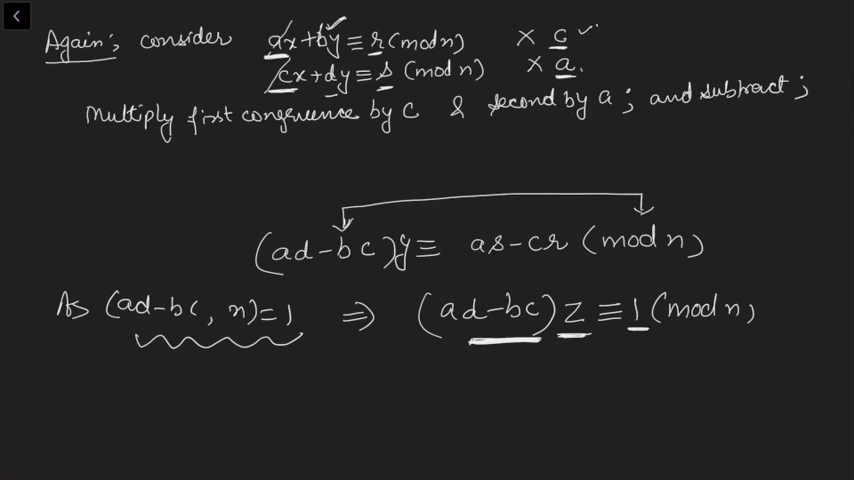 Again; consider ax+by ≡ r (mod n) × c
cx+dy ≡ s (mod n) × a.
Multiply first congruence by c & second by a; and subtract;
(ad-bc)y ≡ as-cr (mod n)
As (ad-bc, n)=1 ⇒ (ad-bc) z ≡ 1 (mod n)